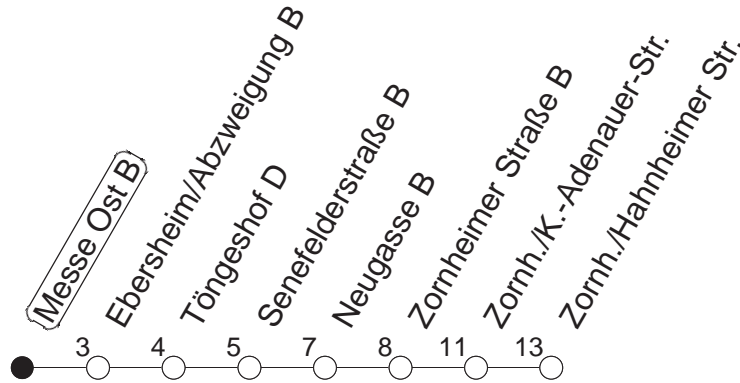 Messe Ost B
Ebersheim/Abzweigung B
Töngeshof D
Senefelderstraße B
Neugasse B
Zornheimer Straße B
Zornh./K.-Adenauer-Str.
Zornh./Hahnheimer Str.
3 4 5 7 8 11 13